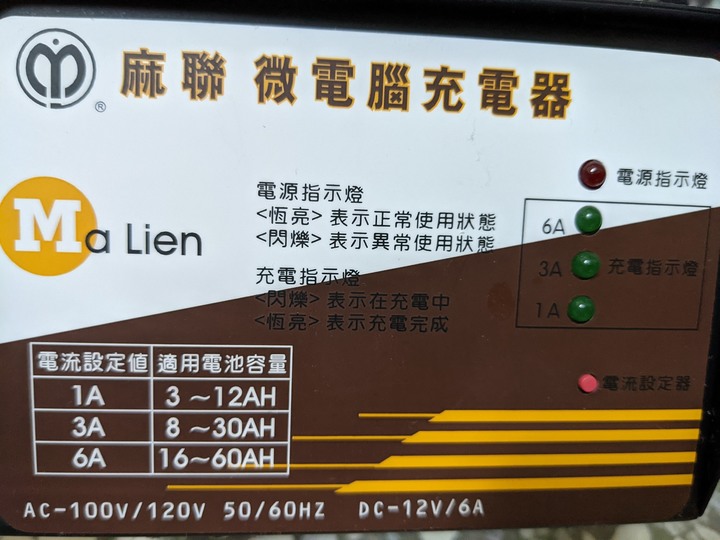 麻聯 微電腦充電器
®
Ma Lien
電源指示燈
<恆亮> 表示正常使用狀態
<閃爍> 表示異常使用狀態
充電指示燈
<閃爍> 表示在充電中
<恆亮> 表示充電完成
電源指示燈
6A
3A 充電指示燈
1A
電流設定器
電流設定值 適用電池容量
1A 3 ~12AH
3A 8 ~30AH
6A 16~60AH
AC-100V/120V 50/60HZ DC-12V/6A